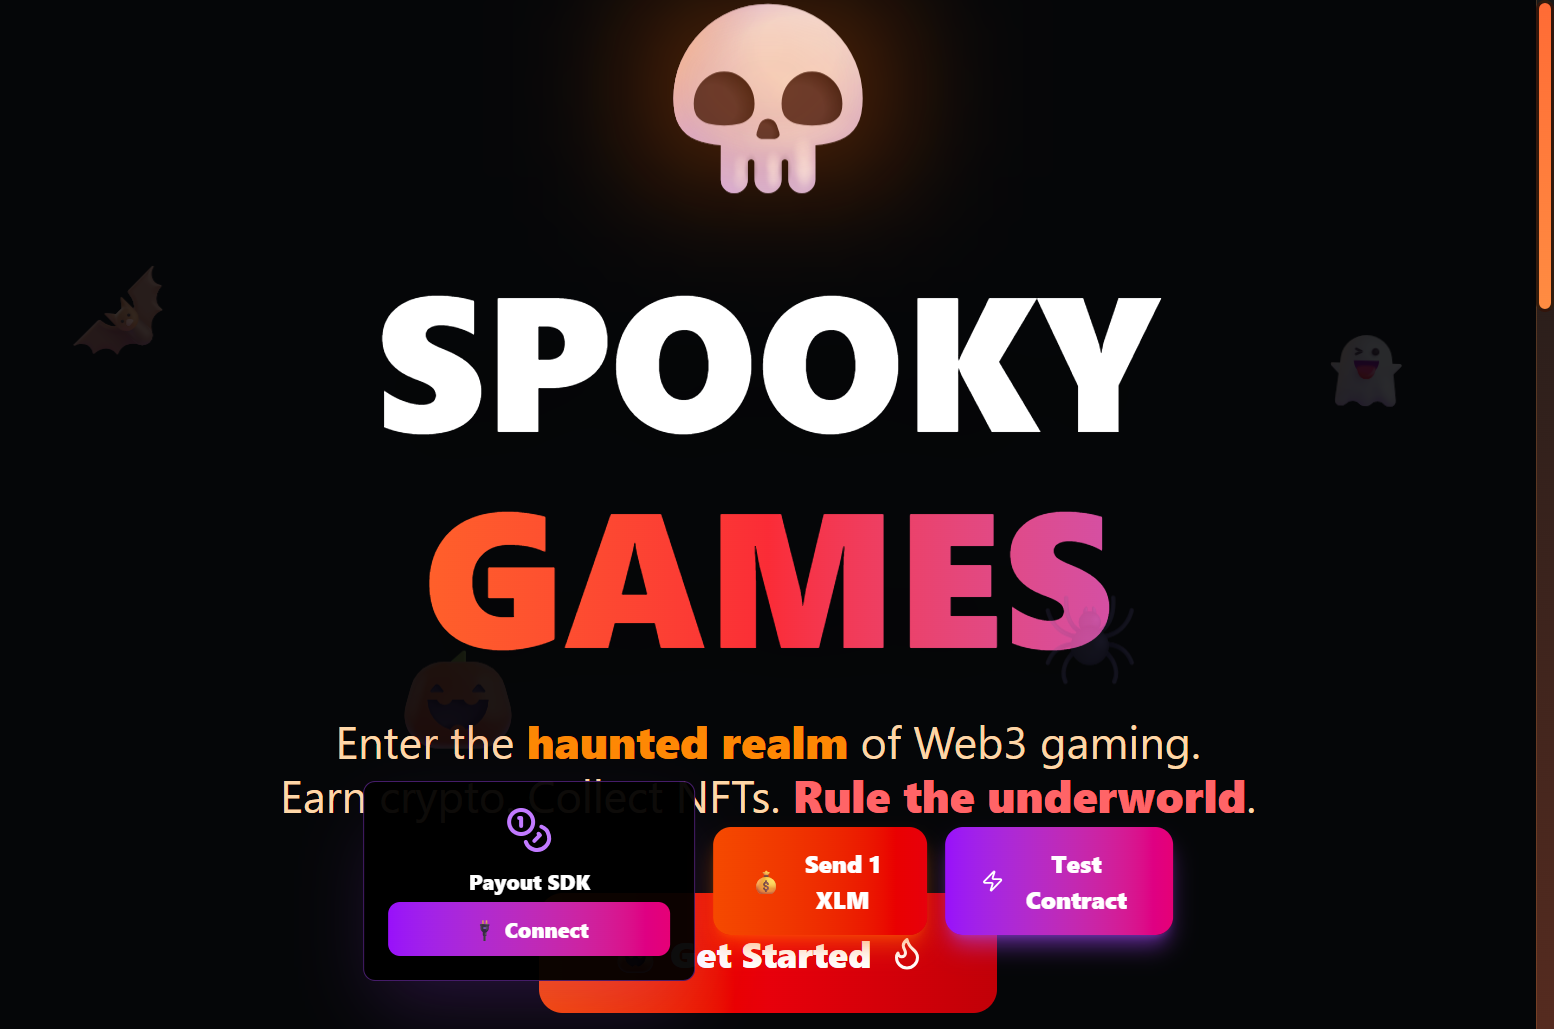 SPOOKY
GAMES
Enter the haunted realm of Web3 gaming.
Earn crypto. Collect NFTs. Rule the underworld.
Payout SDK
Connect
Send 1
XLM
Test
Contract
Get Started